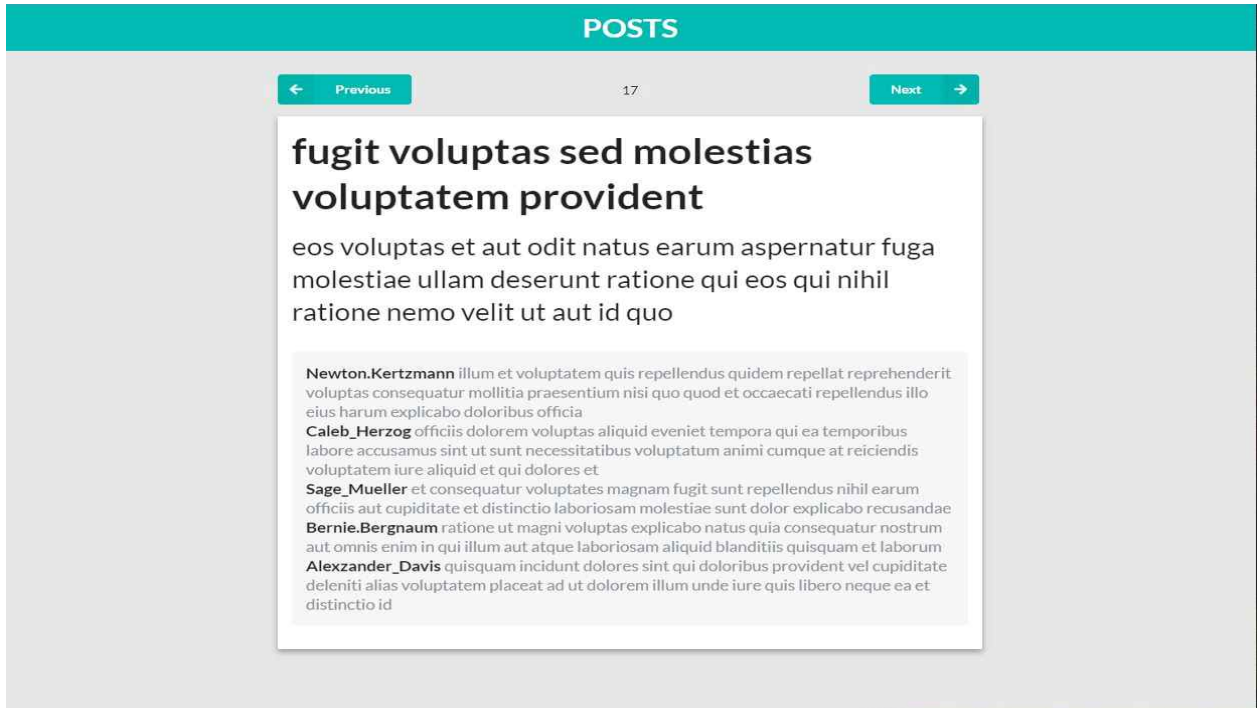 POSTS
Previous
17
Next
fugit voluptas sed molestias
voluptatem provident
eos voluptas et aut odit natus earum aspernatur fuga
molestiae ullam deserunt ratione qui eos qui nihil
ratione nemo velit ut aut id quo
Newton.Kertzmann illum et voluptatem quis repellendus quidem repellat reprehenderit
voluptas consequatur mollitia praesentium nisi quo quod et occaecati repellendus illo
eius harum explicabo doloribus officia
Caleb_Herzog officiis dolorem voluptas aliquid eveniet tempora qui ea temporibus
labore accusamus sint ut sunt necessitatibus voluptatum animi cumque at reiciendis
voluptatem iure aliquid et qui dolores et
Sage_Mueller et consequatur voluptates magnam fugit sunt repellendus nihil earum
officiis aut cupiditate et distinctio laboriosam molestiae sunt dolor explicabo recusandae
Bernie.Bergnaum ratione ut magni voluptas explicabo natus quia consequatur nostrum
aut omnis enim in qui illum aut atque laboriosam aliquid blanditiis quisquam et laborum
Alexzander_Davis quisquam incidunt dolores sint qui doloribus provident vel cupiditate
deleniti alias voluptatem placeat ad ut dolorem illum unde iure quis libero neque ea et
distinctio id